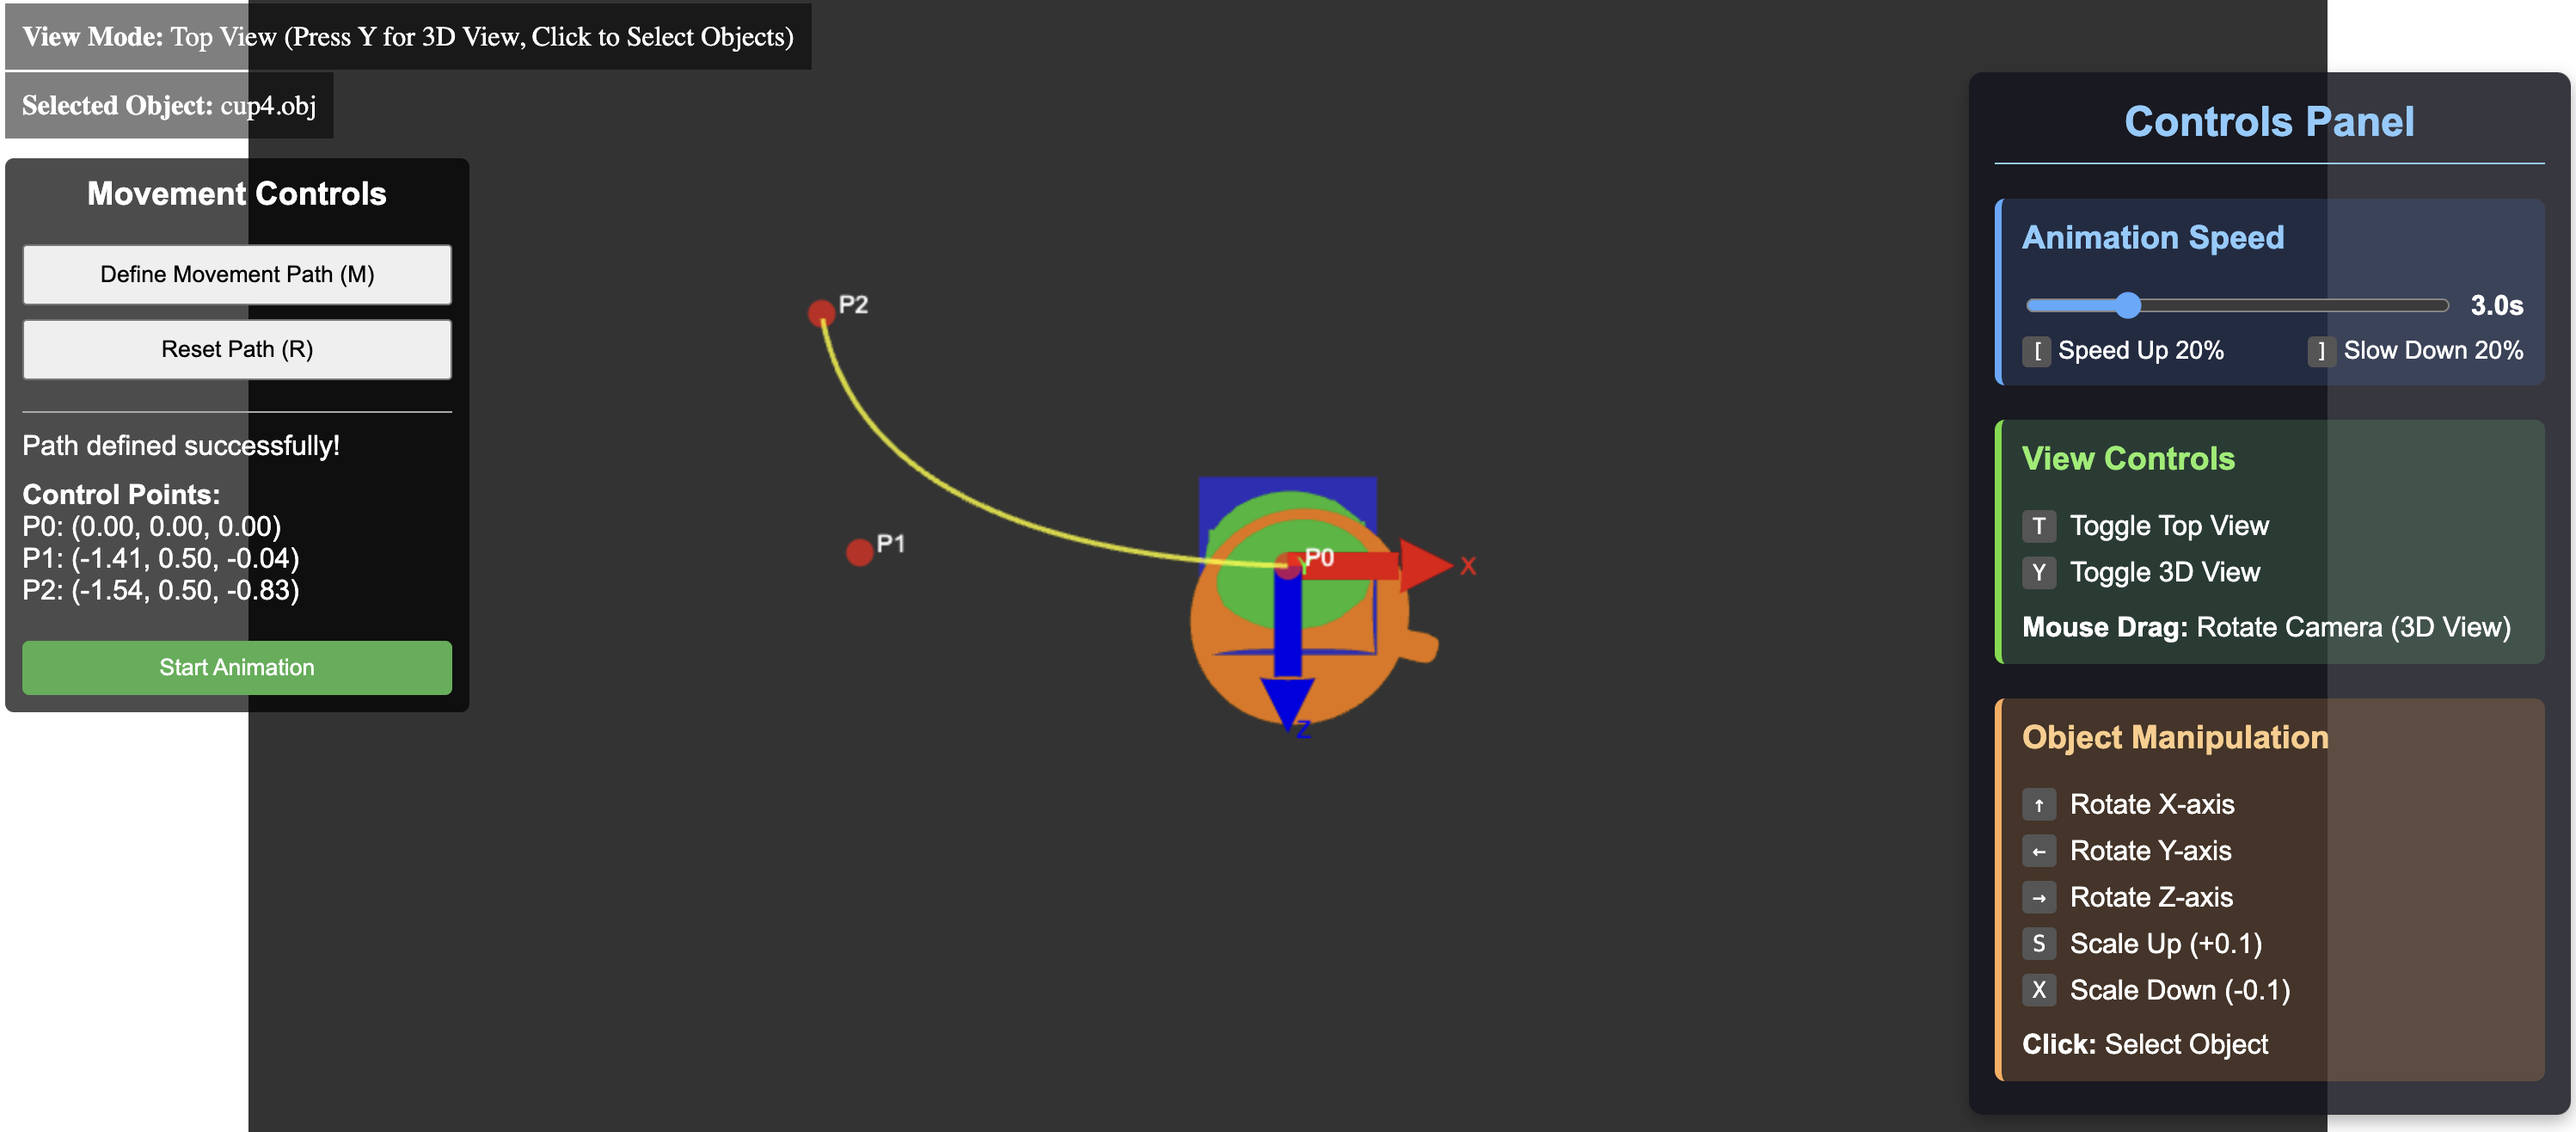 View Mode: Top View (Press Y for 3D View, Click to Select Objects)
Selected Object: cup4.obj
Movement Controls
Define Movement Path (M)
Reset Path (R)
Path defined successfully!
Control Points:
P0: (0.00, 0.00, 0.00)
P1: (-1.41, 0.50, -0.04)
P2: (-1.54, 0.50, -0.83)
Start Animation
P2
P1
P0
Y
X
Z
Controls Panel
Animation Speed
3.0s
[ Speed Up 20%
] Slow Down 20%
View Controls
T Toggle Top View
Y Toggle 3D View
Mouse Drag: Rotate Camera (3D View)
Object Manipulation
↑ Rotate X-axis
← Rotate Y-axis
→ Rotate Z-axis
S Scale Up (+0.1)
X Scale Down (-0.1)
Click: Select Object